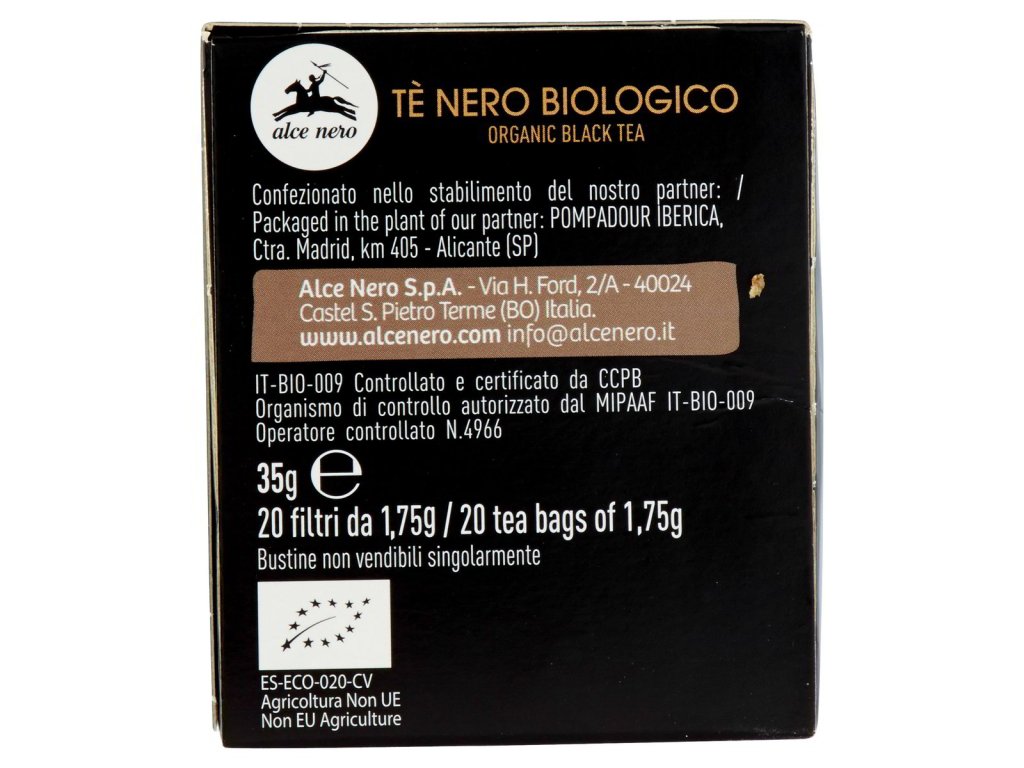 alce nero
TÈ NERO BIOLOGICO
ORGANIC BLACK TEA
Confezionato nello stabilimento del nostro partner: /
Packaged in the plant of our partner: POMPADOUR IBERICA,
Ctra. Madrid, km 405 - Alicante (SP)
Alce Nero S.p.A. - Via H. Ford, 2/A - 40024
Castel S. Pietro Terme (BO) Italia.
www.alcenero.com info@alcenero.it
IT-BIO-009 Controllato e certificato da CCPB
Organismo di controllo autorizzato dal MIPAAF IT-BIO-009
Operatore controllato N.4966
35g ℮
20 filtri da 1,75g / 20 tea bags of 1,75g
Bustine non vendibili singolarmente
ES-ECO-020-CV
Agricoltura Non UE
Non EU Agriculture